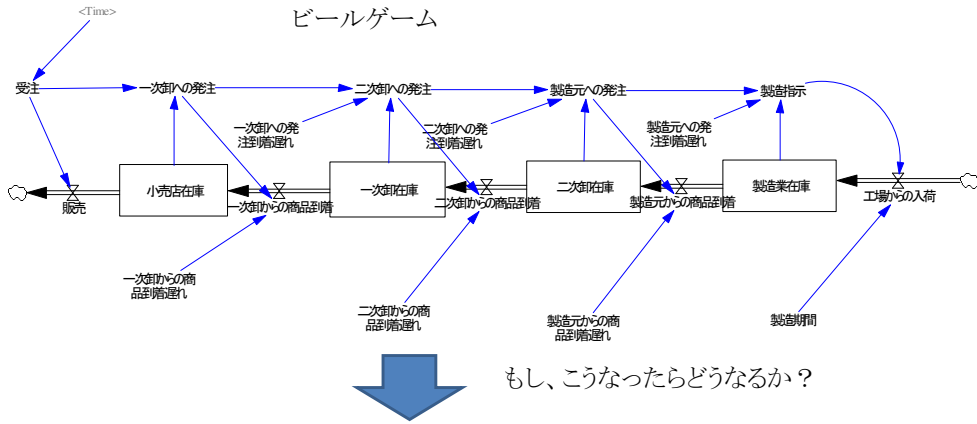 <Time>
ビールゲーム
受注
一次卸への発注
二次卸への発注
製造元への発注
製造指示
一次卸への発
注到着遅れ
二次卸への発
注到着遅れ
製造元への発
注到着遅れ
小売店在庫
一次卸在庫
二次卸在庫
製造業在庫
販売
一次卸からの商品到着
二次卸からの商品到着
製造元からの商品到着
工場からの入荷
一次卸からの商
品到着遅れ
二次卸からの商
品到着遅れ
製造元からの商
品到着遅れ
製造期間
もし、こうなったらどうなるか？